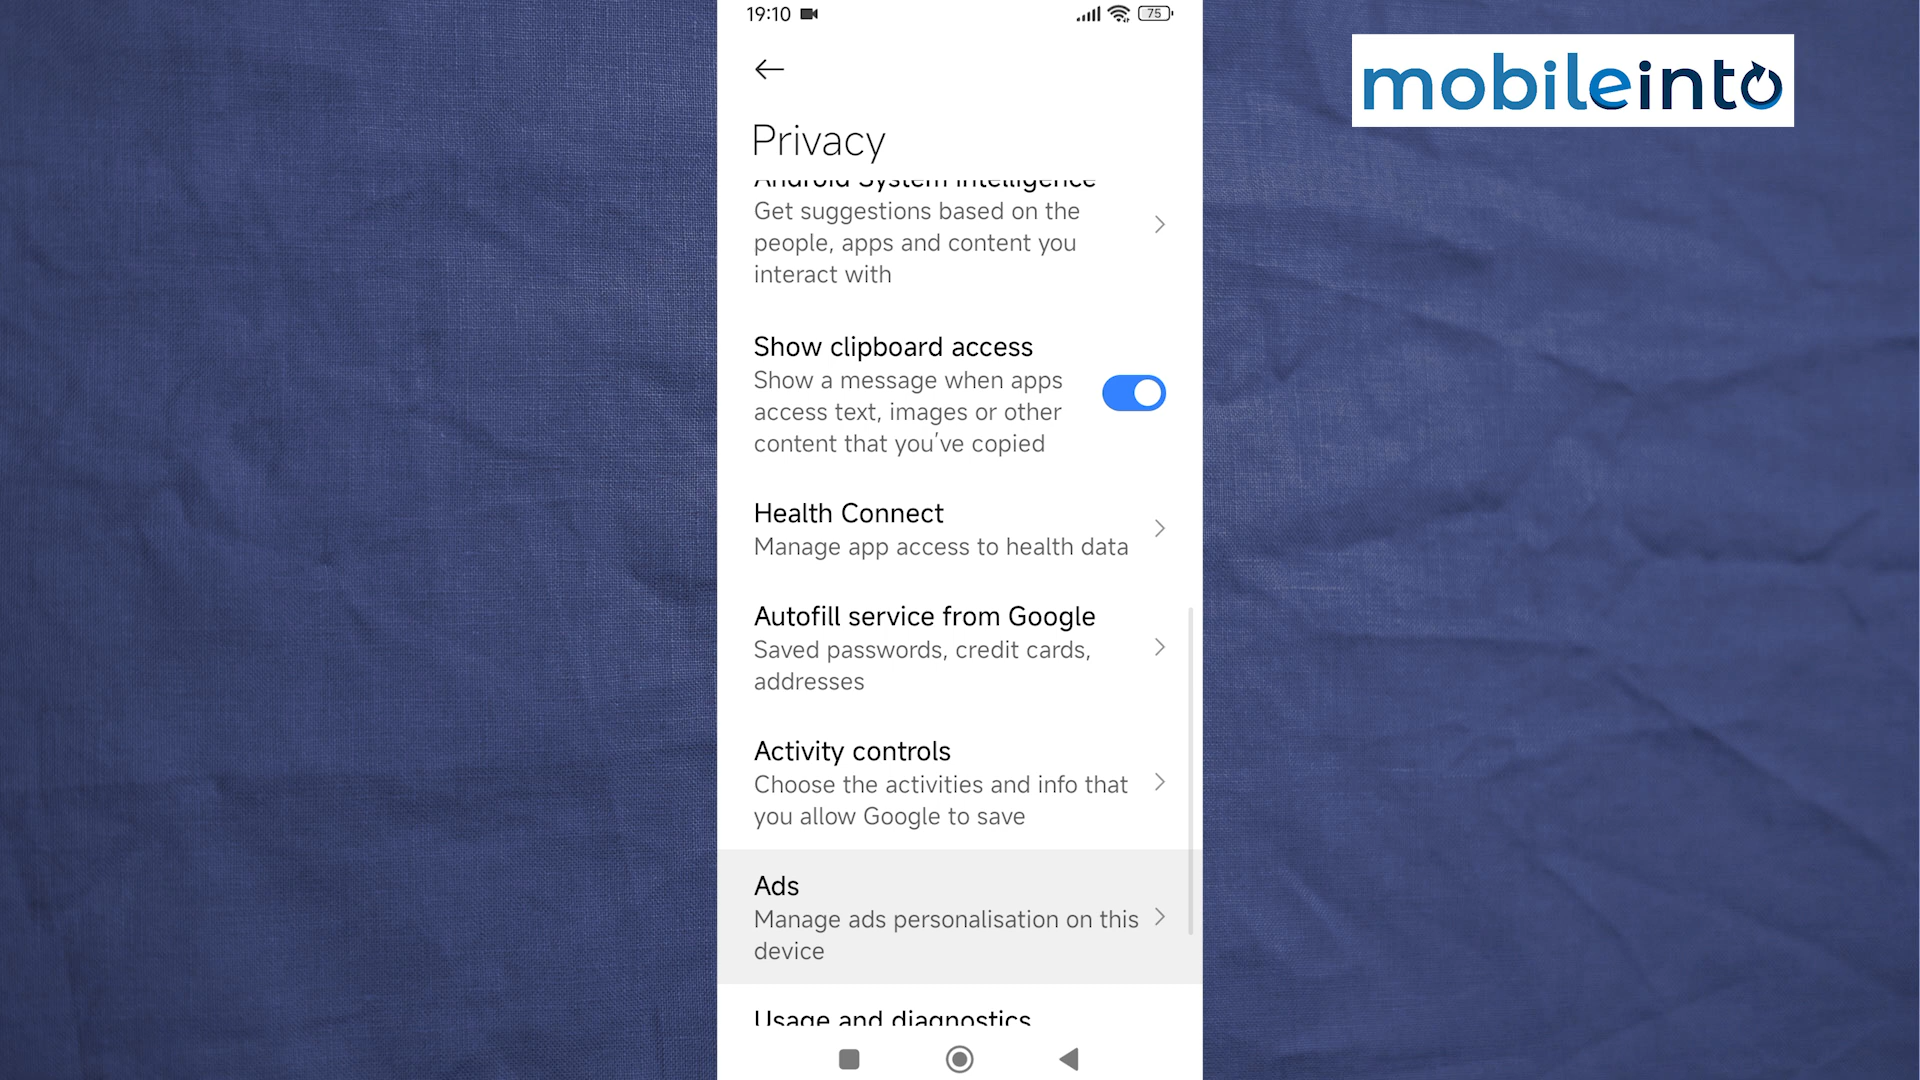 19:10
75
mobileinto
Privacy
Android System Intelligence
Get suggestions based on the
people, apps and content you
interact with
Show clipboard access
Show a message when apps
access text, images or other
content that you've copied
Health Connect
Manage app access to health data
Autofill service from Google
Saved passwords, credit cards,
addresses
Activity controls
Choose the activities and info that
you allow Google to save
Ads
Manage ads personalisation on this
device
Usage and diagnostics